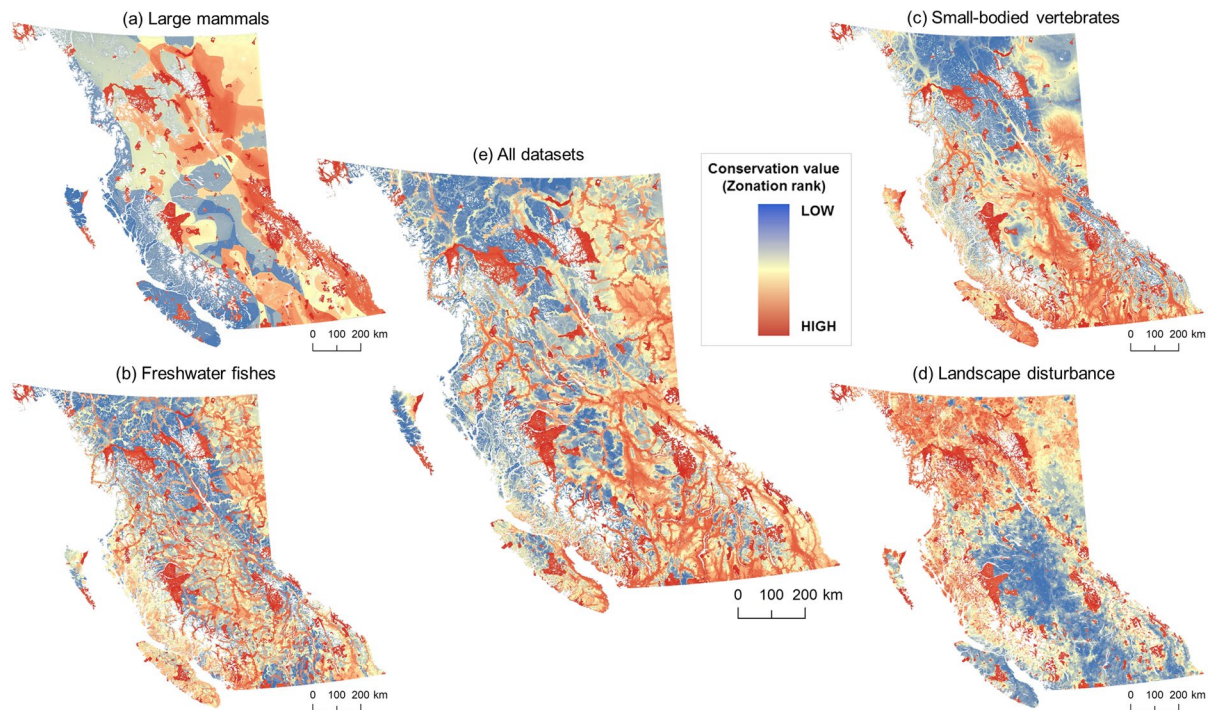 (a) Large mammals
(c) Small-bodied vertebrates
(e) All datasets
Conservation value
(Zonation rank)
LOW
HIGH
0 100 200 km
0 100 200 km
(b) Freshwater fishes
(d) Landscape disturbance
0 100 200 km
0 100 200 km
0 100 200 km